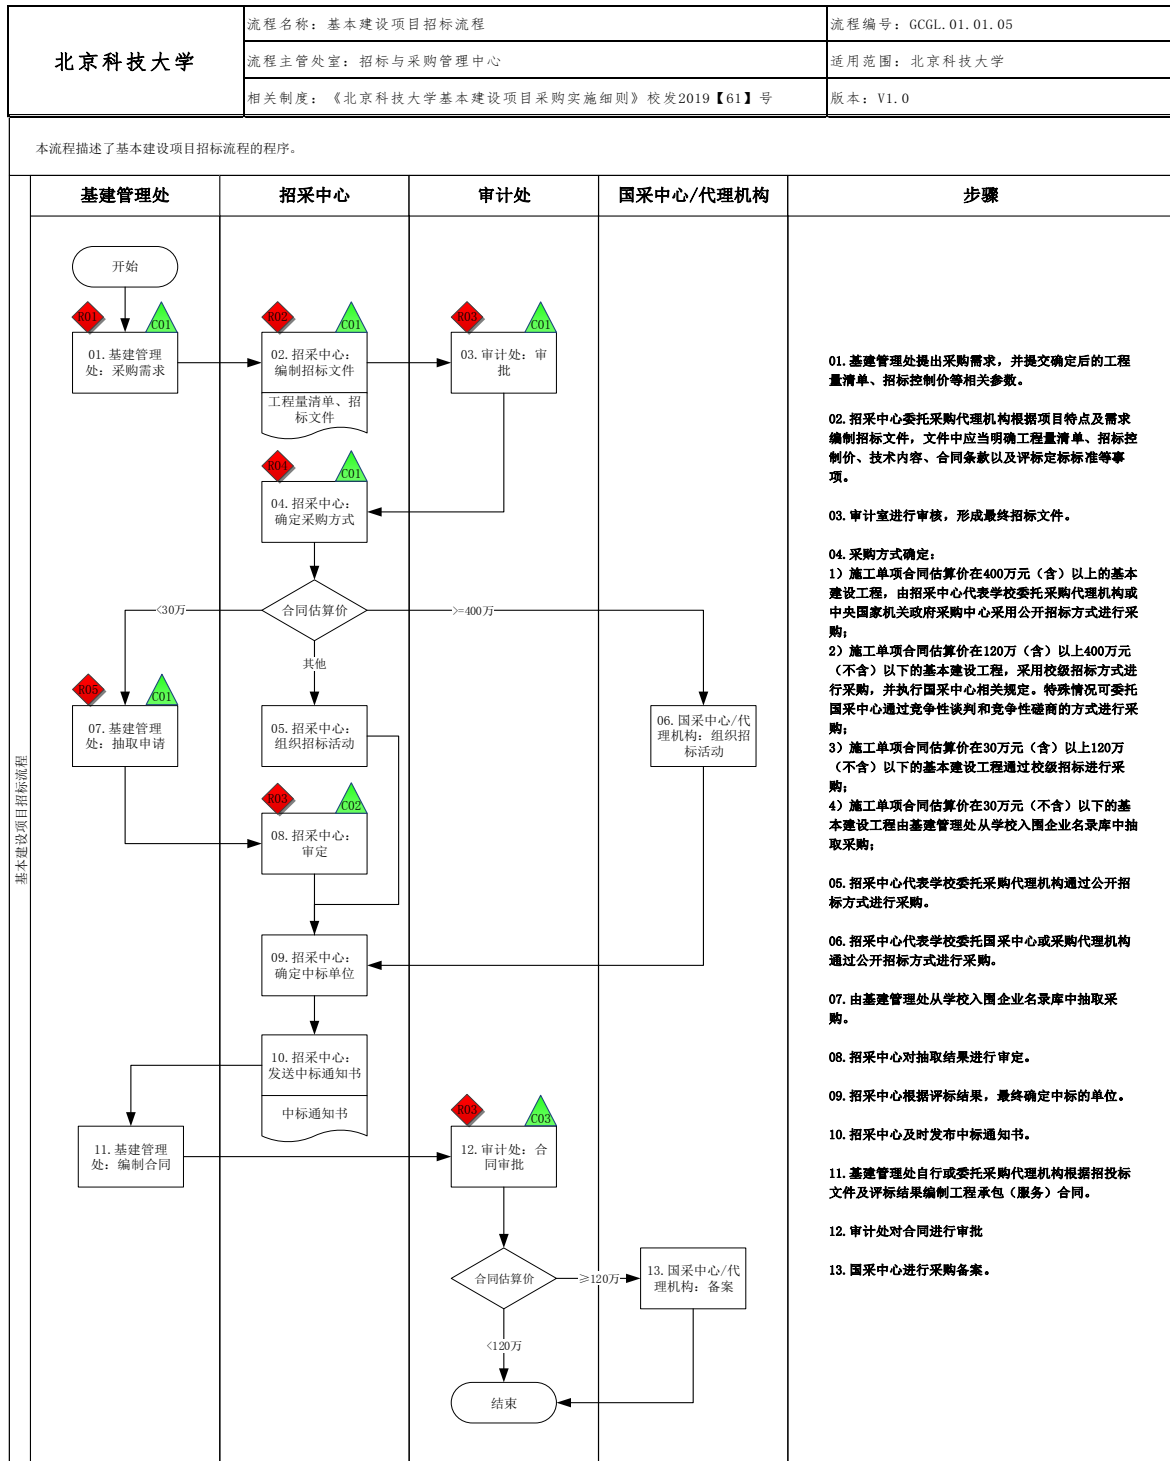 北京科技大学
流程名称：基本建设项目招标流程
流程编号：GCGL.01.01.05
流程主管处室：招标与采购管理中心
适用范围：北京科技大学
相关制度：《北京科技大学基本建设项目采购实施细则》校发2019【61】号
版本：V1.0
本流程描述了基本建设项目招标流程的程序。
基建管理处
招采中心
审计处
国采中心/代理机构
步骤
基本建设项目招标流程
开始
R01
C01
01.基建管理
处：采购需求
R02
C01
02.招采中心：
编制招标文件
工程量清单、招
标文件
R03
C01
03.审计处：审
批
R04
C01
04.招采中心：
确定采购方式
合同估算价
<30万
>=400万
其他
R05
C01
07.基建管理
处：抽取申请
05.招采中心：
组织招标活动
06.国采中心/代
理机构：组织招
标活动
R03
C02
08.招采中心：
审定
09.招采中心：
确定中标单位
10.招采中心：
发送中标通知书
中标通知书
11.基建管理
处：编制合同
R03
C03
12.审计处：合
同审批
合同估算价
≥120万
13.国采中心/代
理机构：备案
<120万
结束
01.基建管理处提出采购需求，并提交确定后的工程
量清单、招标控制价等相关参数。
02.招采中心委托采购代理机构根据项目特点及需求
编制招标文件，文件中应当明确工程量清单、招标控
制价、技术内容、合同条款以及评标定标标准等事
项。
03.审计室进行审核，形成最终招标文件。
04.采购方式确定：
1）施工单项合同估算价在400万元（含）以上的基本
建设工程，由招采中心代表学校委托采购代理机构或
中央国家机关政府采购中心采用公开招标方式进行采
购；
2）施工单项合同估算价在120万（含）以上400万元
（不含）以下的基本建设工程，采用校级招标方式进
行采购，并执行国采中心相关规定。特殊情况可委托
国采中心通过竞争性谈判和竞争性磋商的方式进行采
购；
3）施工单项合同估算价在30万元（含）以上120万
（不含）以下的基本建设工程通过校级招标进行采
购；
4）施工单项合同估算价在30万元（不含）以下的基
本建设工程由基建管理处从学校入围企业名录库中抽
取采购；
05.招采中心代表学校委托采购代理机构通过公开招
标方式进行采购。
06.招采中心代表学校委托国采中心或采购代理机构
通过公开招标方式进行采购。
07.由基建管理处从学校入围企业名录库中抽取采
购。
08.招采中心对抽取结果进行审定。
09.招采中心根据评标结果，最终确定中标的单位。
10.招采中心及时发布中标通知书。
11.基建管理处自行或委托采购代理机构根据招投标
文件及评标结果编制工程承包（服务）合同。
12.审计处对合同进行审批
13.国采中心进行采购备案。